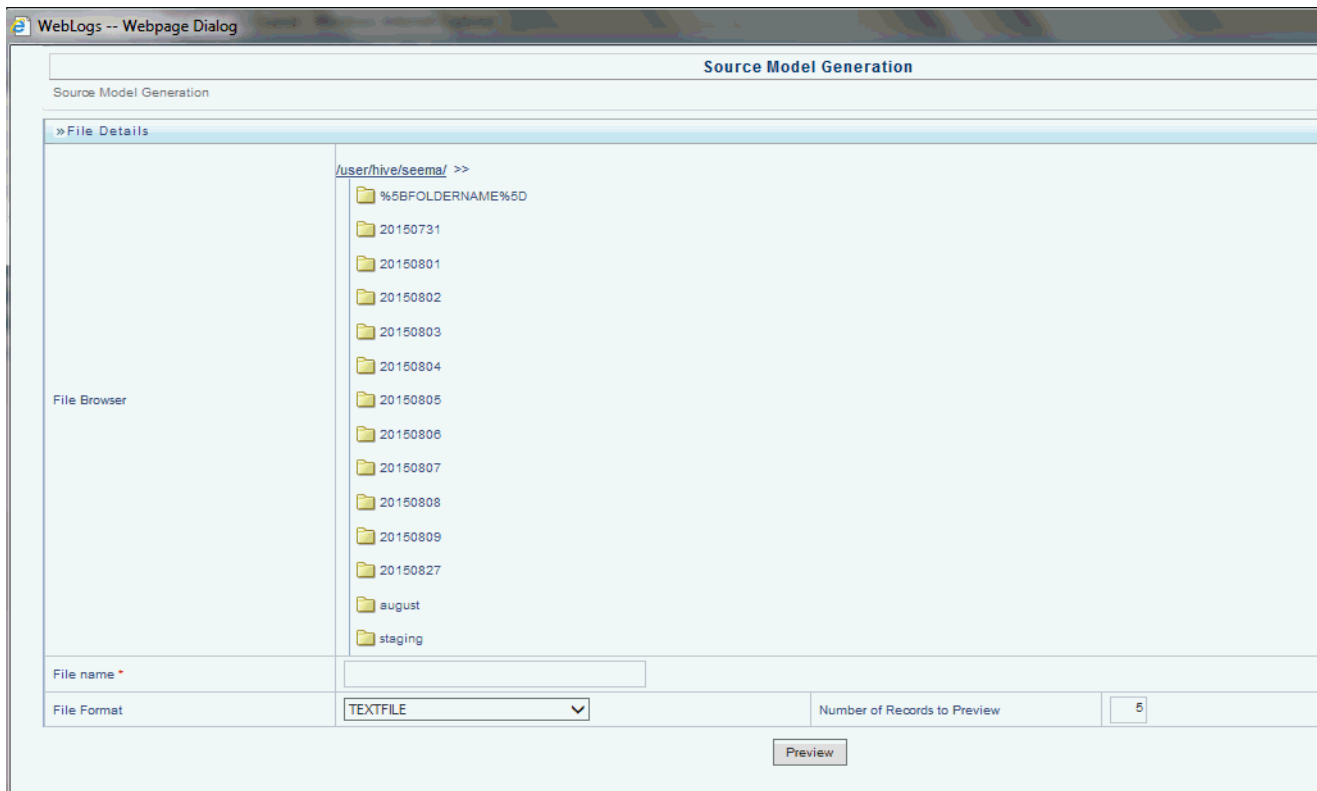 WebLogs -- Webpage Dialog
Source Model Generation
Source Model Generation
»File Details
File Browser
/user/hive/seema/ >>
%5BFOLDERNAME%5D
20150731
20150801
20150802
20150803
20150804
20150805
20150806
20150807
20150808
20150809
20150827
august
staging
File name *
File Format TEXTFILE Number of Records to Preview 5
Preview